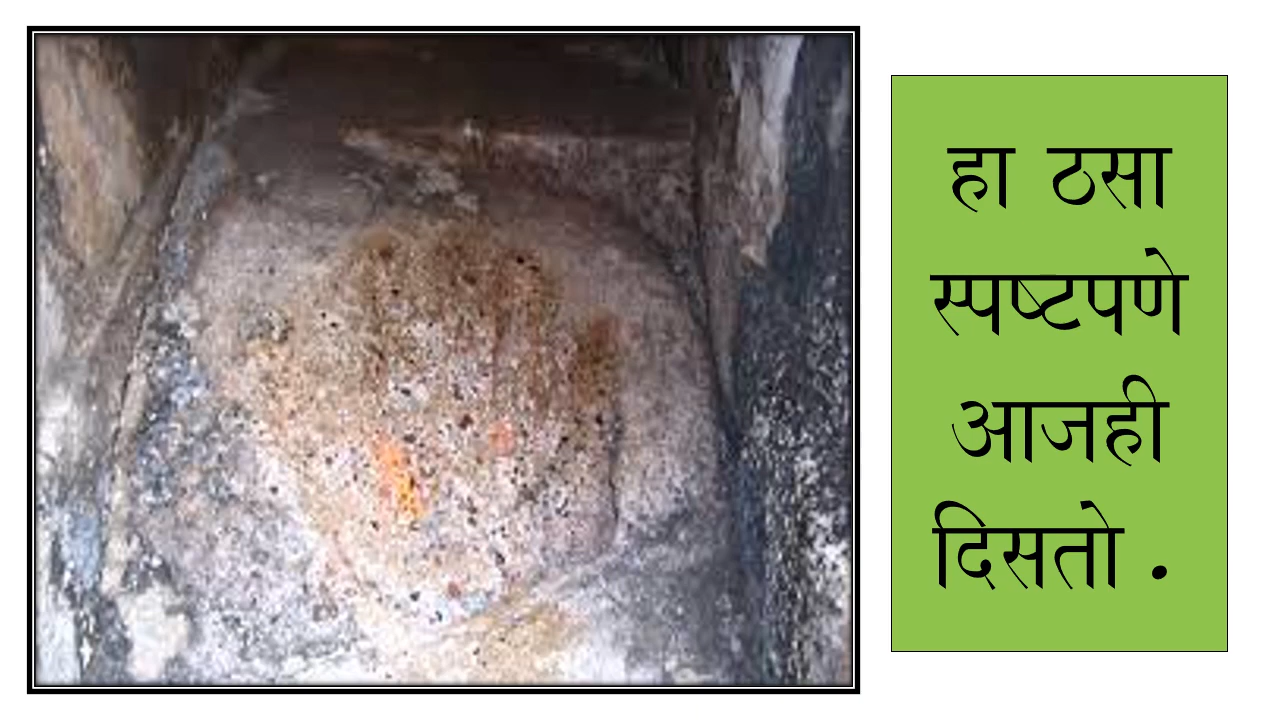 हा ठसा
स्पष्टपणे
आजही
दिसतो .